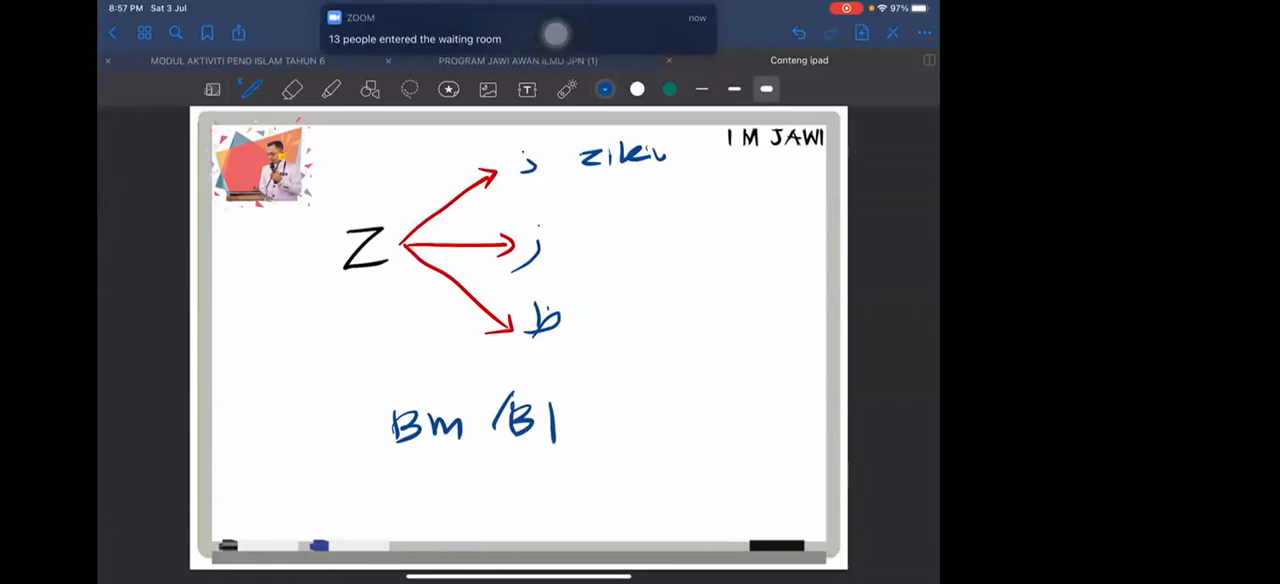 8:57 PM Sat 3 Jul
97%
ZOOM
now
13 people entered the waiting room
MODUL AKTIVITI PEND ISLAM TAHUN 6
PROGRAM JAWI AWAN ILMU JPN (1)
Conteng ipad
I M JAWI
ذ zikir
Z
ز
ظ
Bm / BI